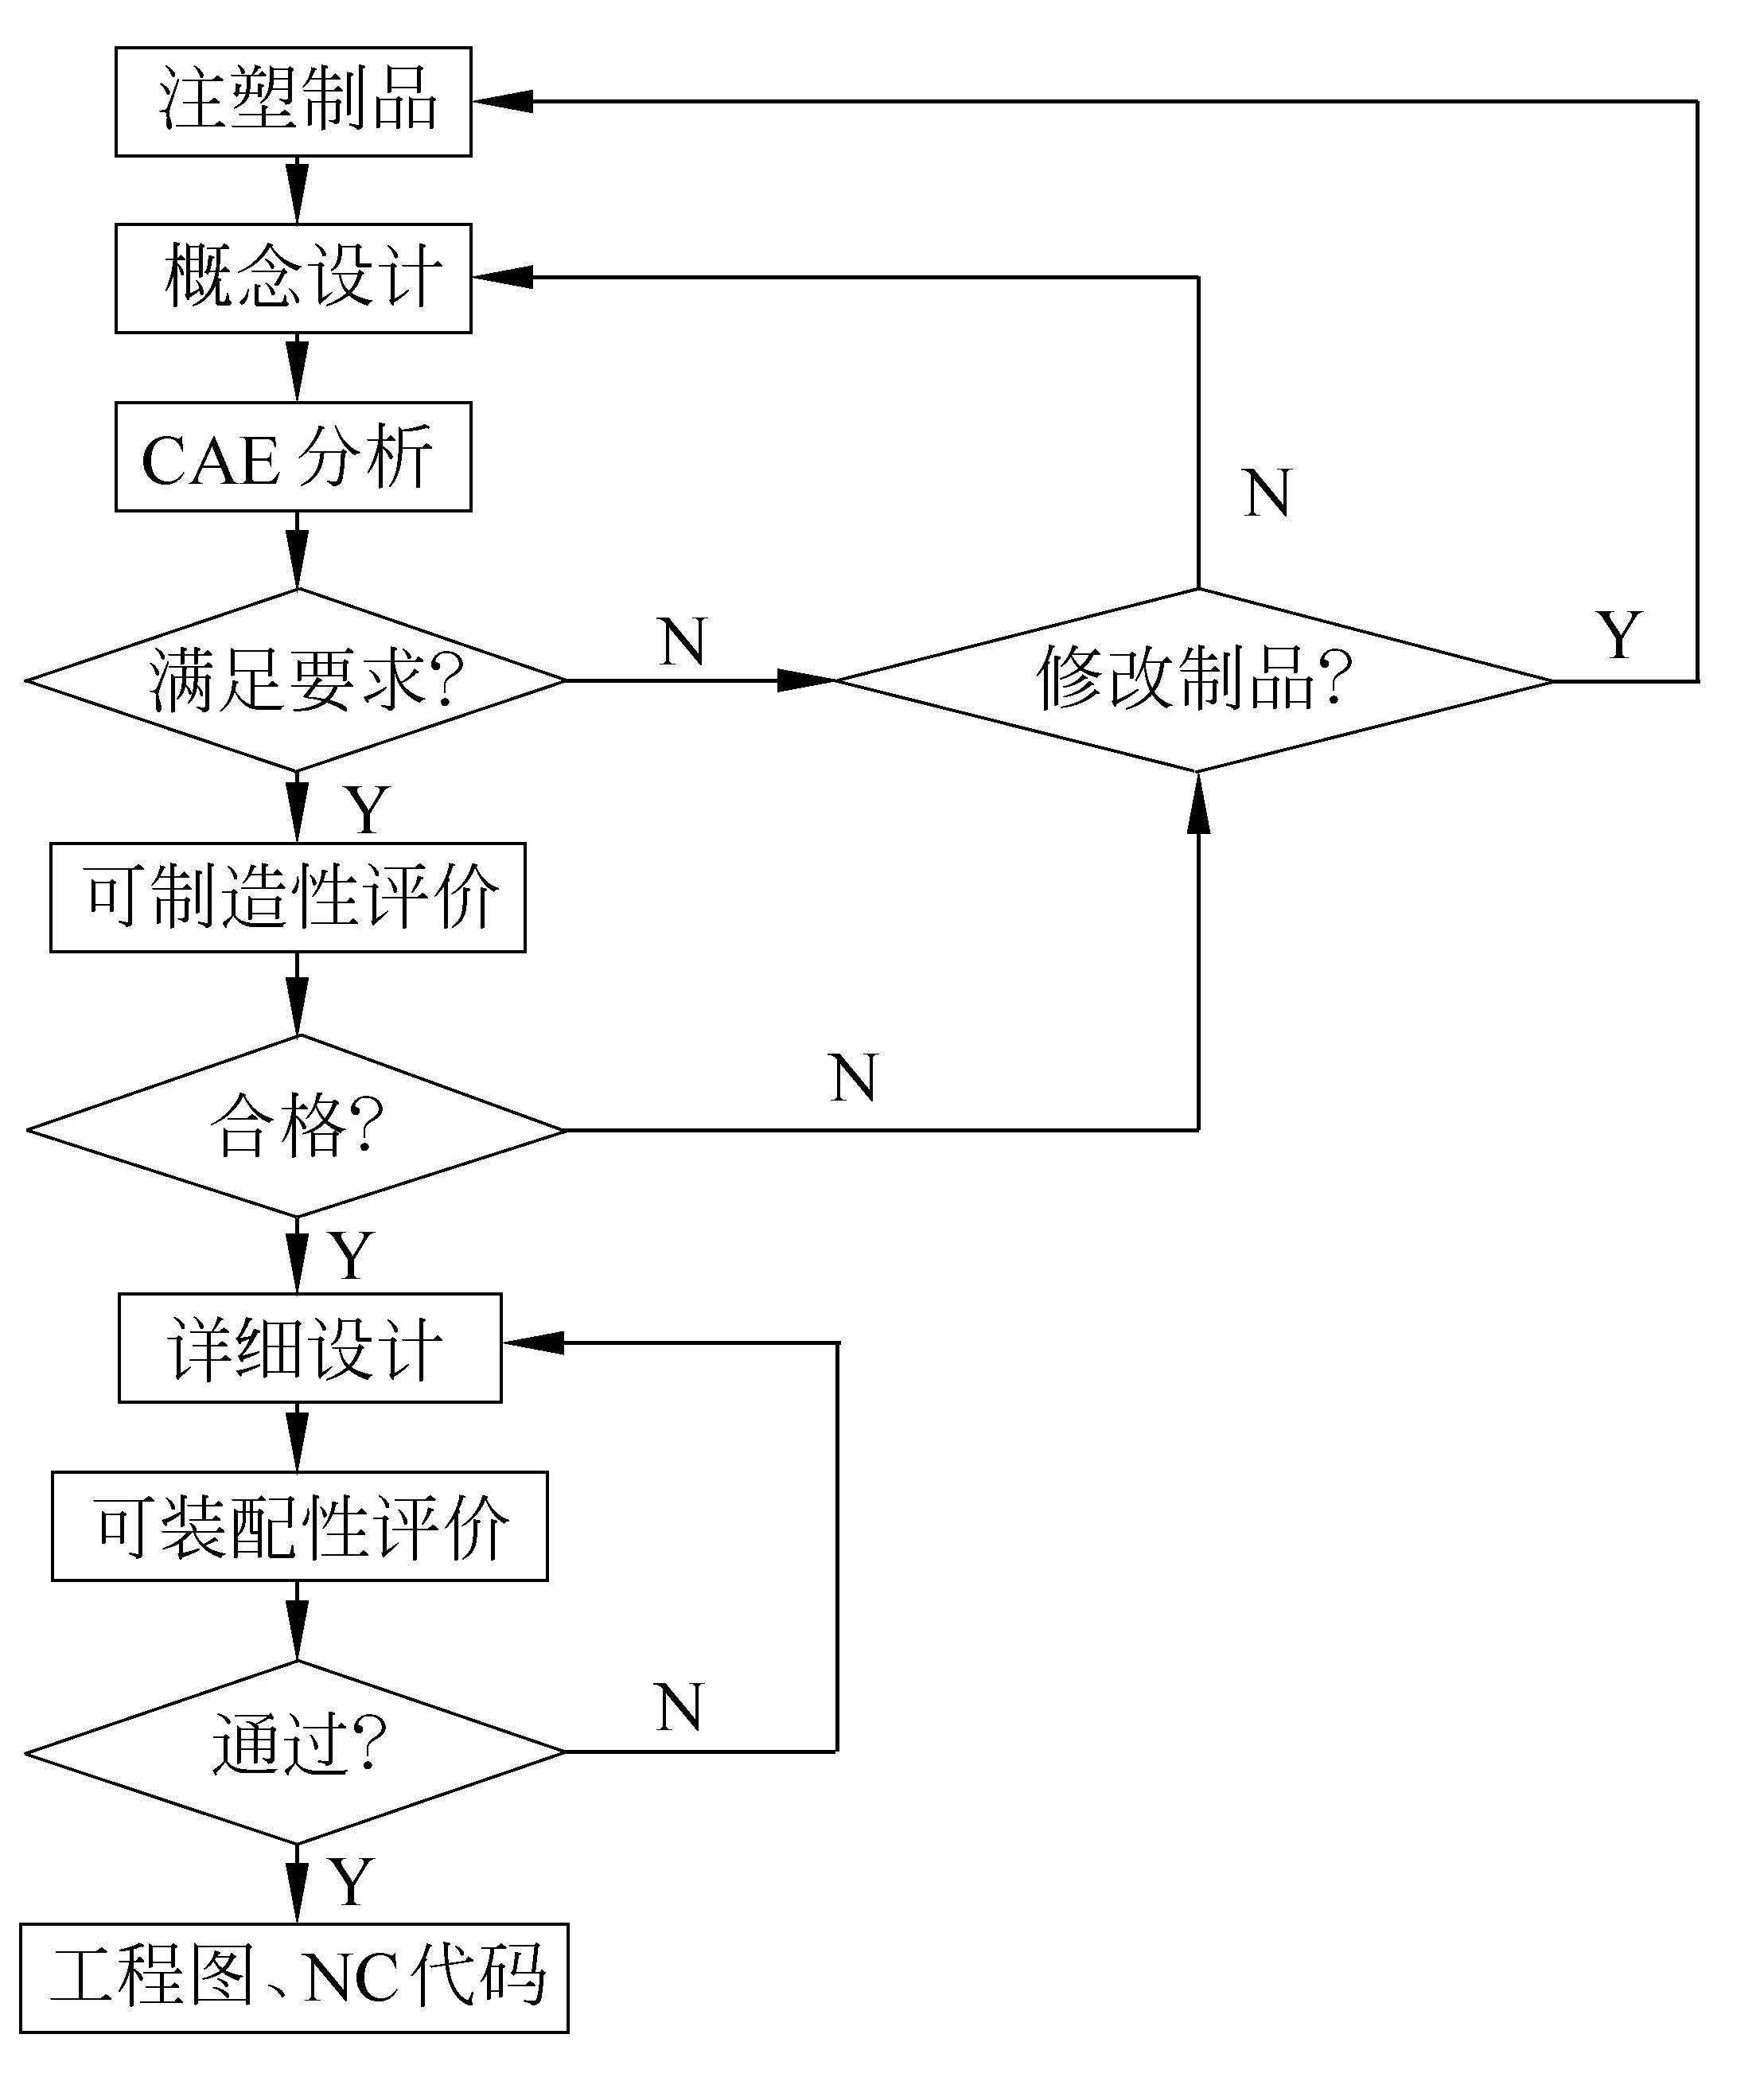 注塑制品
概念设计
CAE 分析
N
满足要求?
N
修改制品?
Y
Y
可制造性评价
合格?
N
Y
详细设计
可装配性评价
通过?
N
Y
工程图、NC 代码